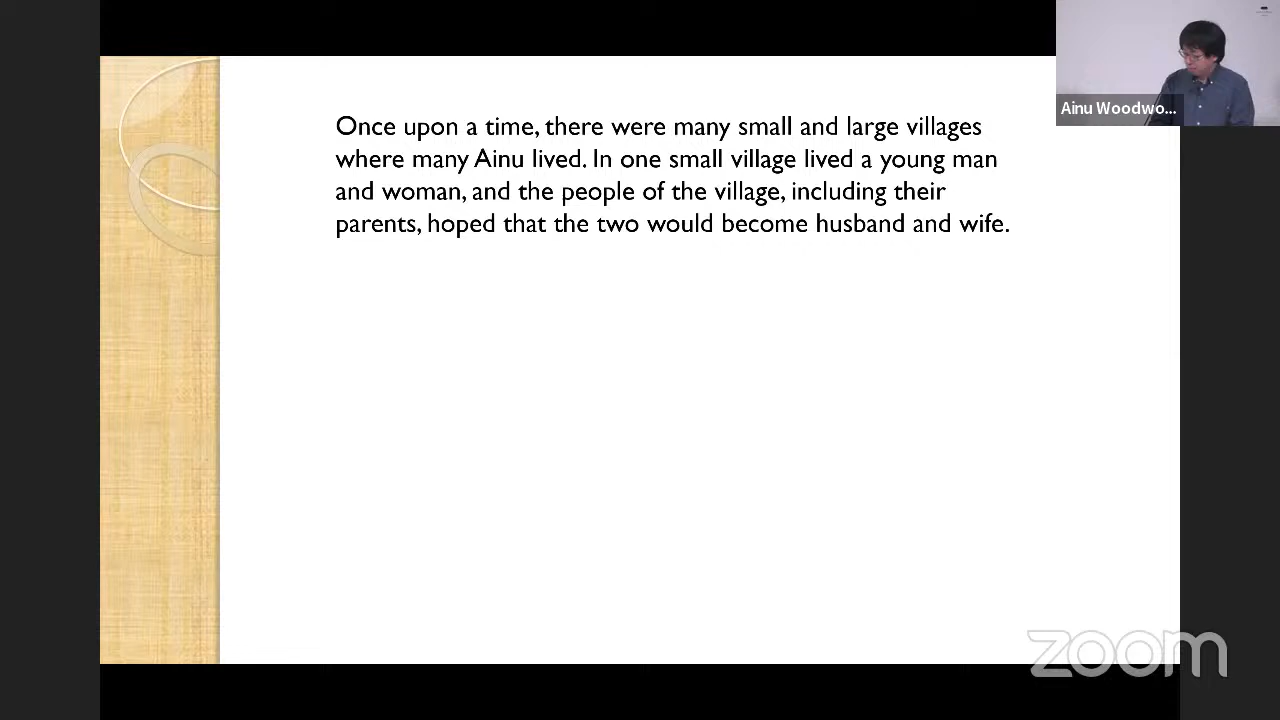 Ainu Woodwo...
Once upon a time, there were many small and large villages
where many Ainu lived. In one small village lived a young man
and woman, and the people of the village, including their
parents, hoped that the two would become husband and wife.
zoom